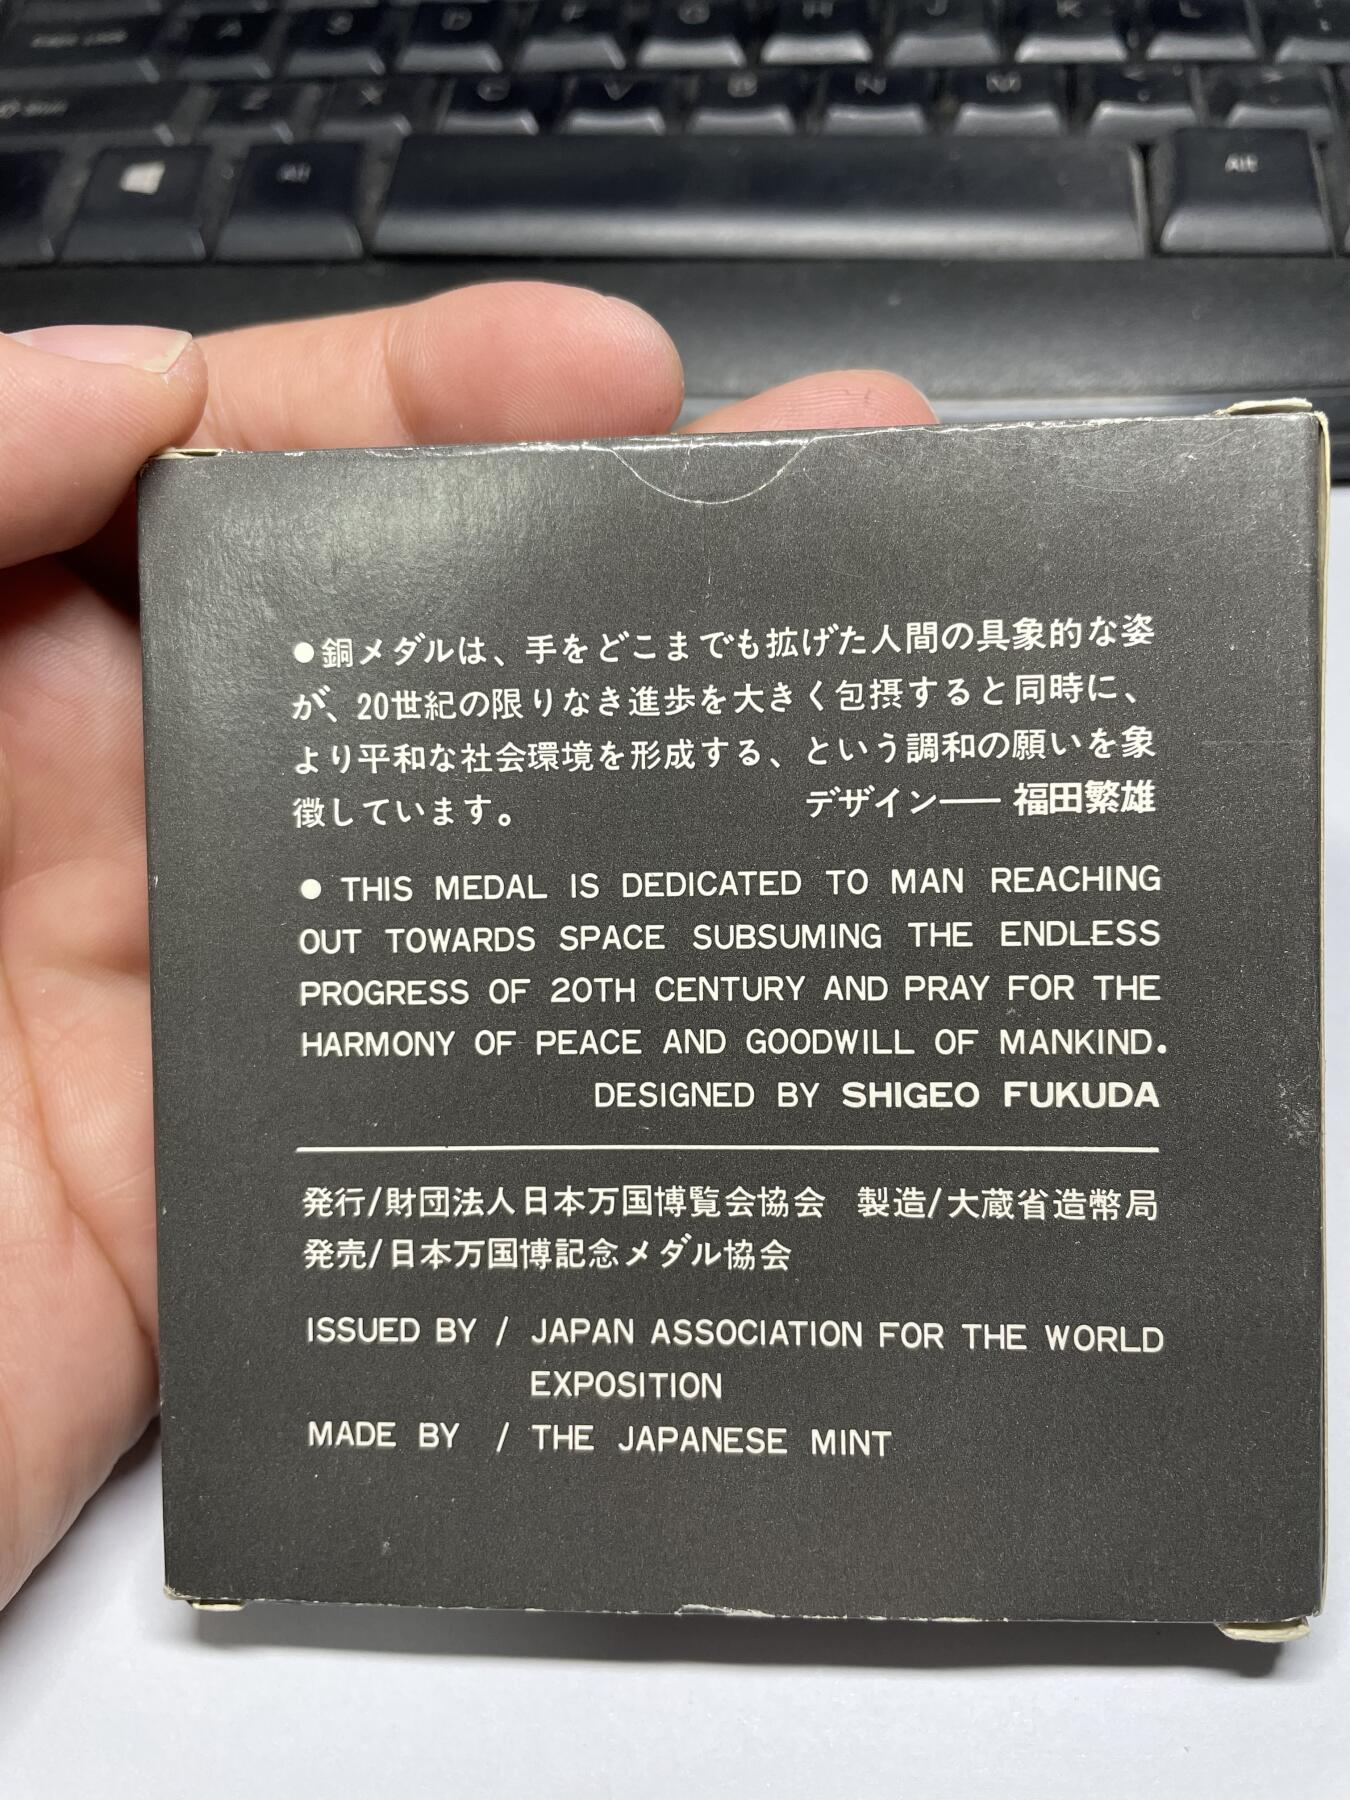 A S D F G H J K L
Z X C V B N M
Alt Alt
●銅メダルは、手をどこまでも拡げた人間の具象的な姿
が、20世紀の限りなき進歩を大きく包摂すると同時に、
より平和な社会環境を形成する、という調和の願いを象
徴しています。 デザイン── 福田繁雄
● THIS MEDAL IS DEDICATED TO MAN REACHING
OUT TOWARDS SPACE SUBSUMING THE ENDLESS
PROGRESS OF 20TH CENTURY AND PRAY FOR THE
HARMONY OF PEACE AND GOODWILL OF MANKIND.
DESIGNED BY SHIGEO FUKUDA
発行/財団法人日本万国博覧会協会 製造/大蔵省造幣局
発売/日本万国博記念メダル協会
ISSUED BY / JAPAN ASSOCIATION FOR THE WORLD
EXPOSITION
MADE BY / THE JAPANESE MINT